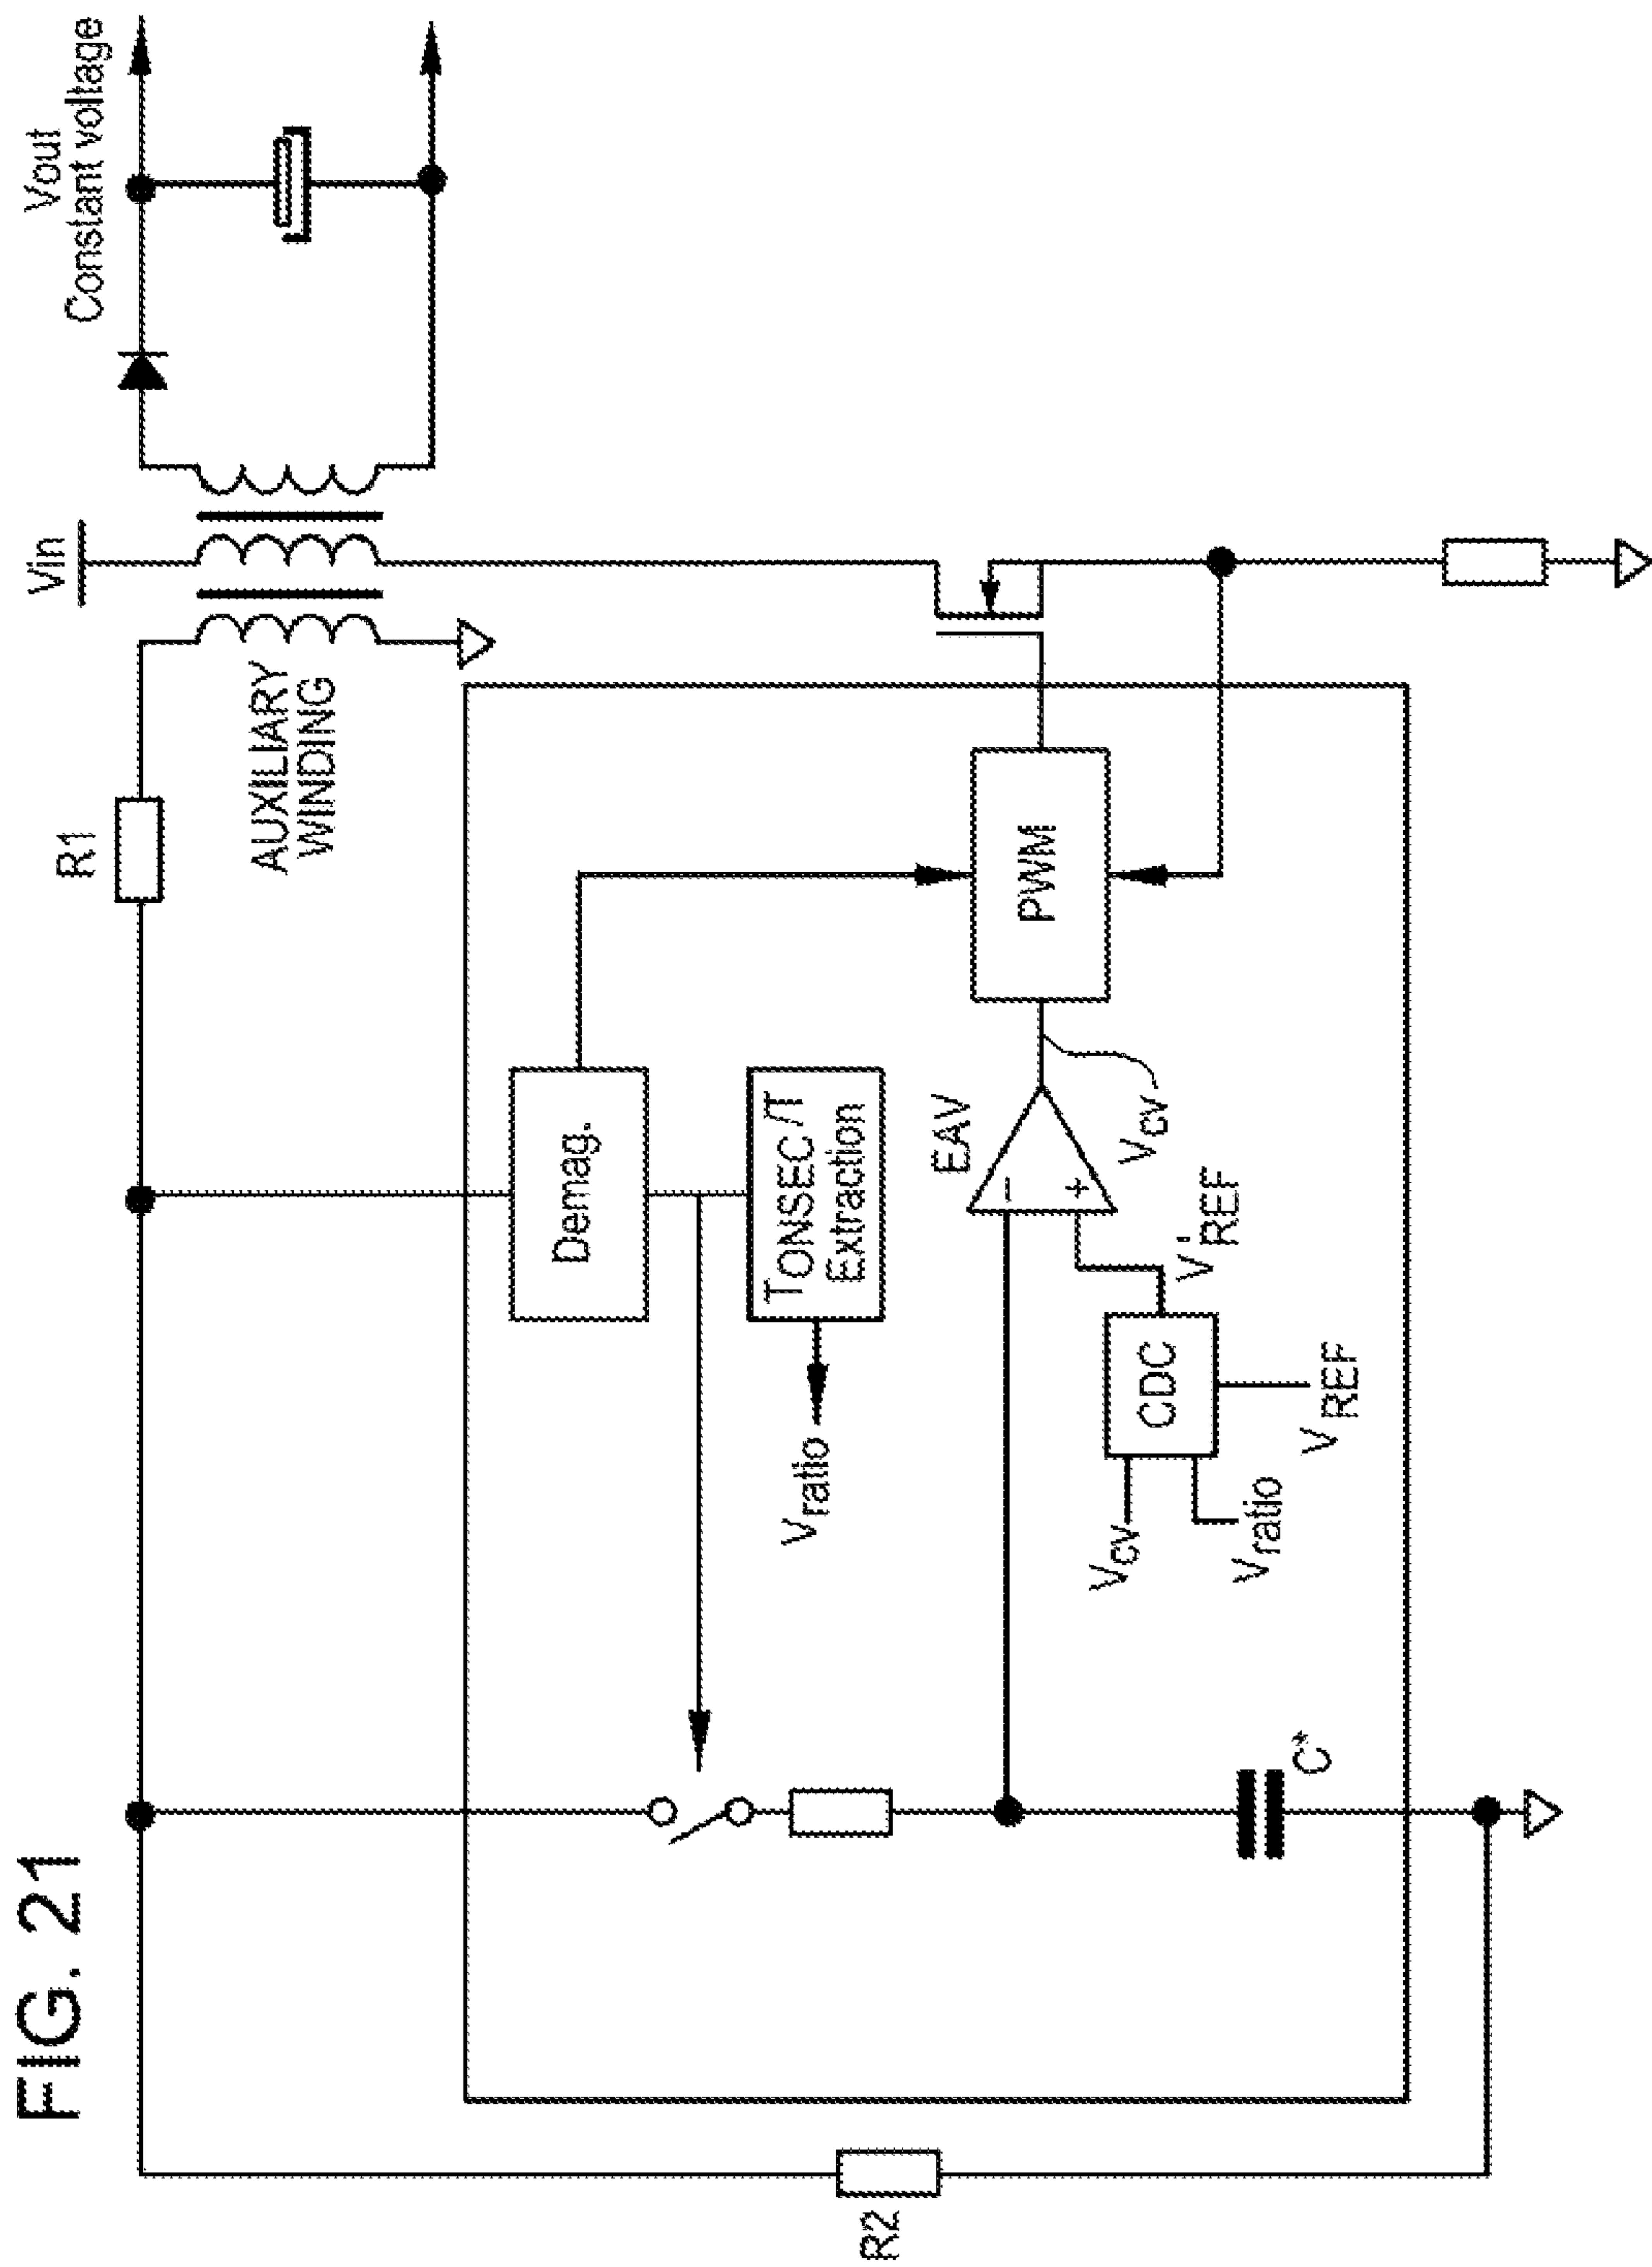 FIG. 21
Vin
Vout
Constant voltage
R1
AUXILIARY
WINDING
Demag.
TONSEC/T
Extraction
Vratio
EAV
PWM
−
+
Vcv
V'REF
CDC
Vcv
Vratio
VREF
C*
R2